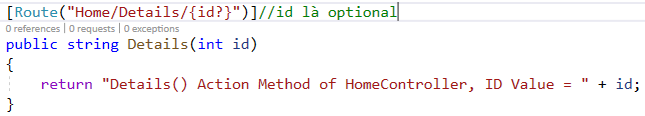 [Route("Home/Details/{id?}")]//id là optional
0 references | 0 requests | 0 exceptions
public string Details(int id)
{
return "Details() Action Method of HomeController, ID Value = " + id;
}